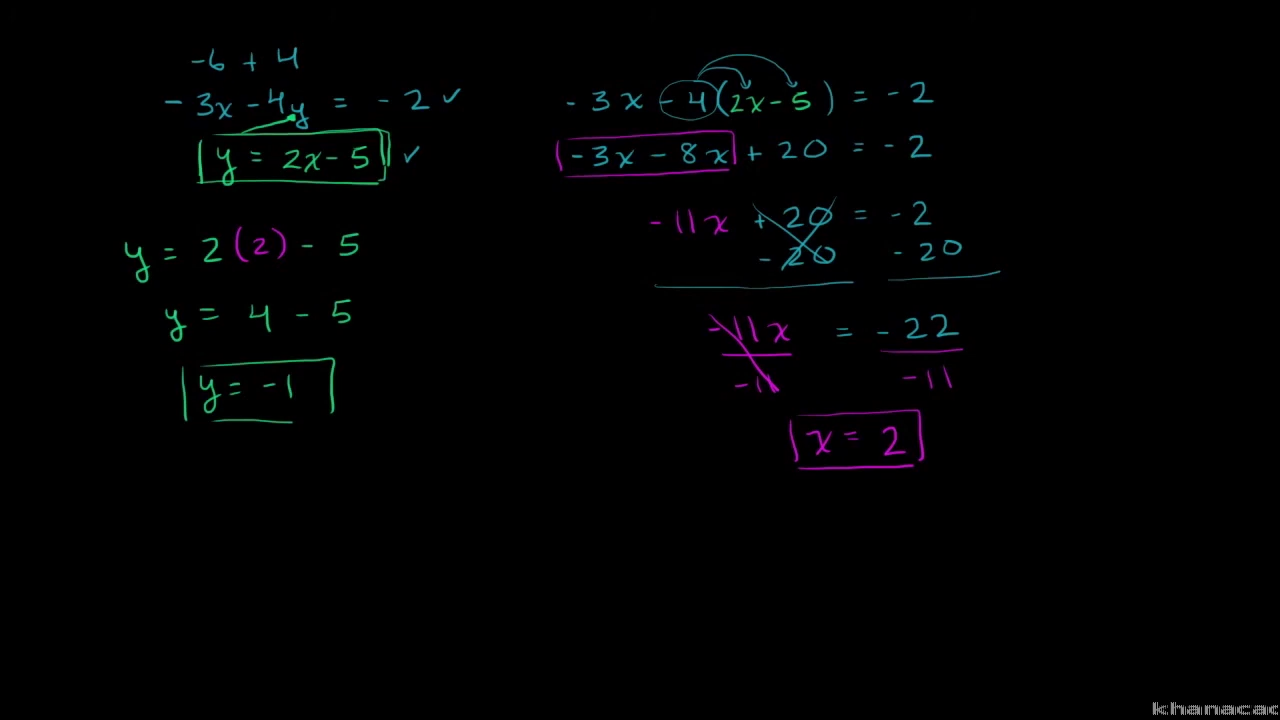 -6 + 4
-3x - 4y = -2 ✓
y = 2x - 5 ✓
y = 2(2) - 5
y = 4 - 5
y = -1
-3x - 4(2x - 5) = -2
-3x - 8x + 20 = -2
-11x + 20 = -2
-20 -20
-11x = -22
-11 -11
x = 2
khanacac